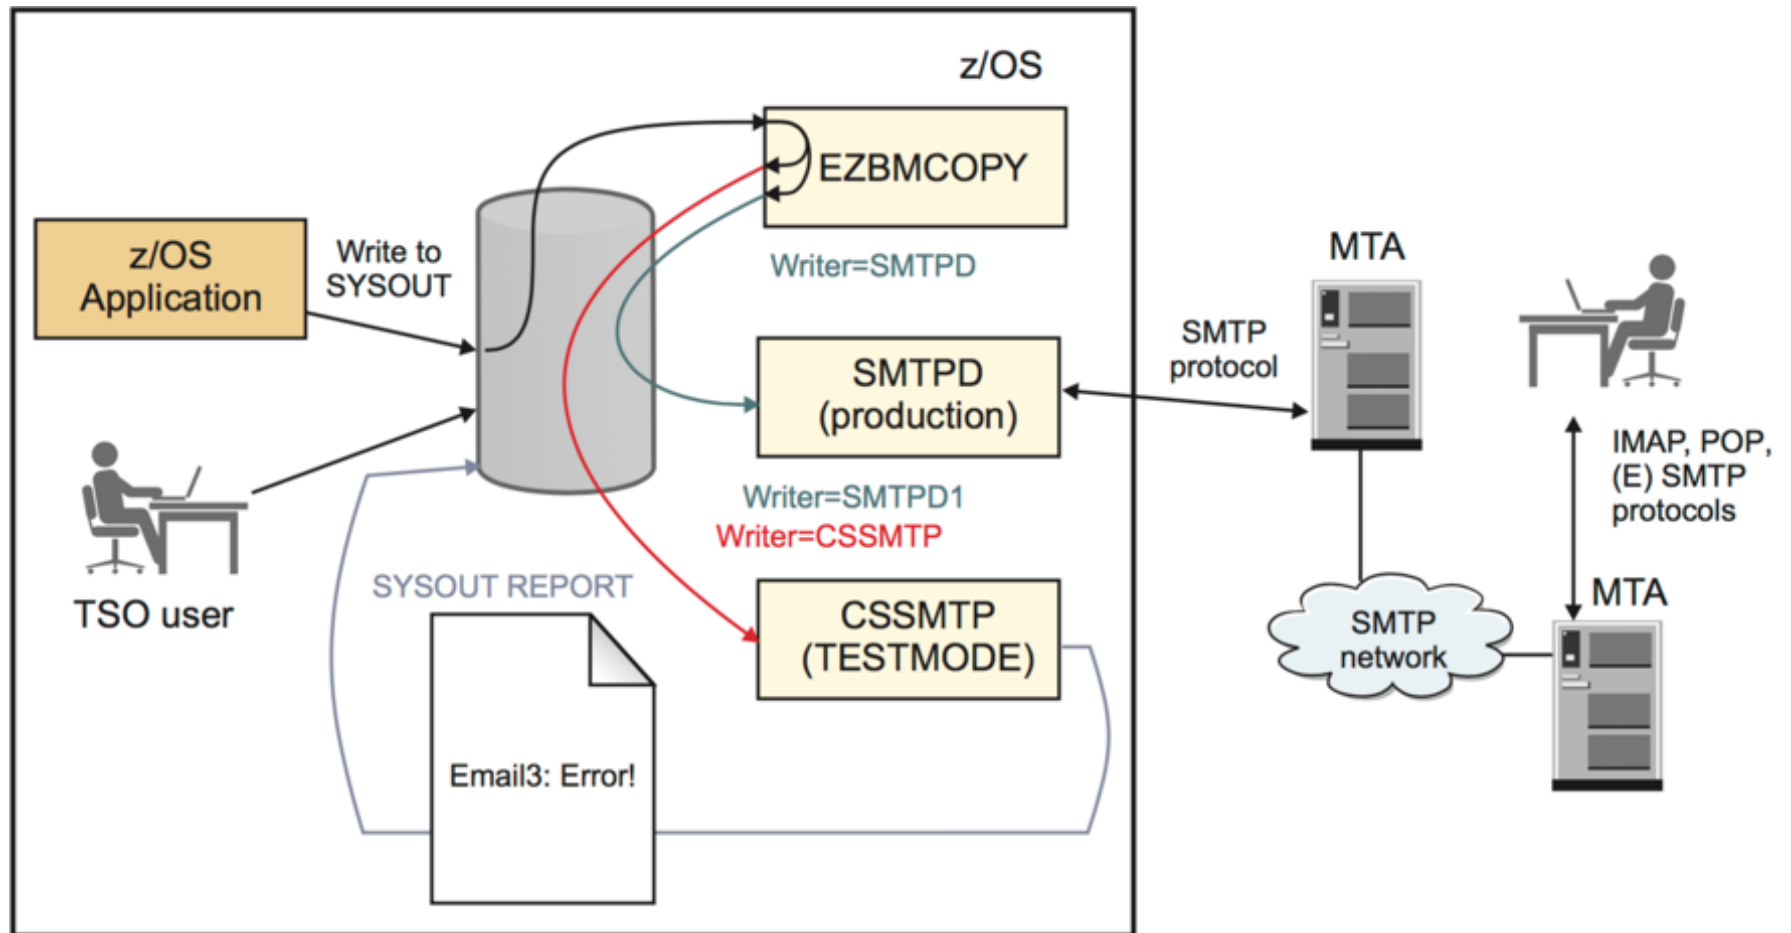 z/OS
EZBMCOPY
z/OS
Application
Write to
SYSOUT
Writer=SMTPD
MTA
SMTP
protocol
SMTPD
(production)
IMAP, POP,
(E) SMTP
protocols
Writer=SMTPD1
Writer=CSSMTP
TSO user
SYSOUT REPORT
CSSMTP
(TESTMODE)
MTA
SMTP
network
Email3: Error!